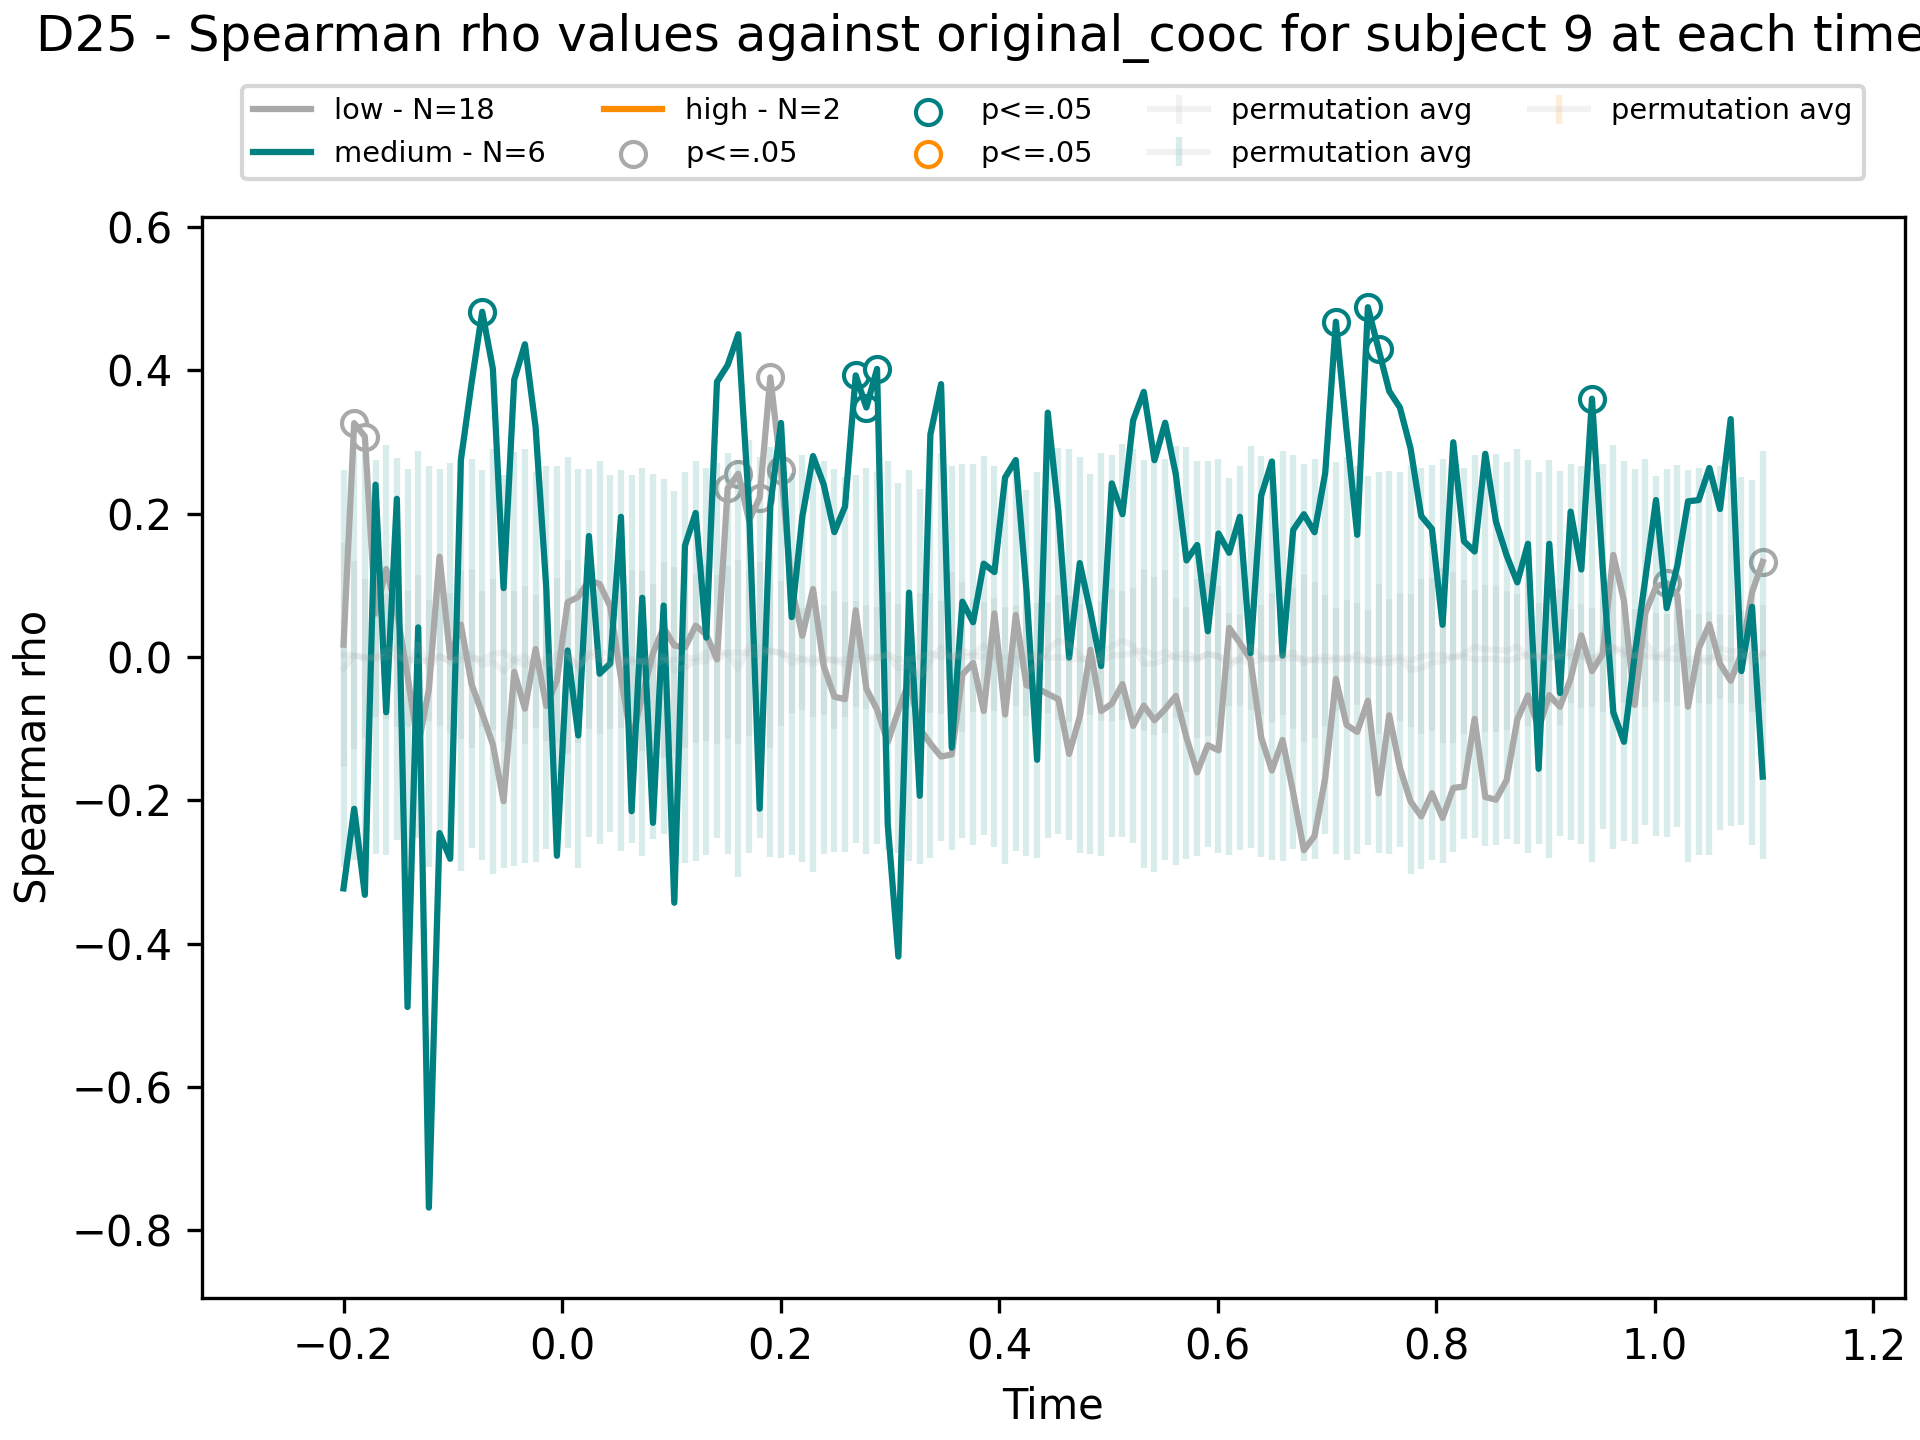 D25 - Spearman rho values against original_cooc for subject 9 at each time
low - N=18
medium - N=6
high - N=2
p<=.05
p<=.05
p<=.05
permutation avg
permutation avg
permutation avg
Spearman rho
0.6
0.4
0.2
0.0
−0.2
−0.4
−0.6
−0.8
−0.2 0.0 0.2 0.4 0.6 0.8 1.0 1.2
Time